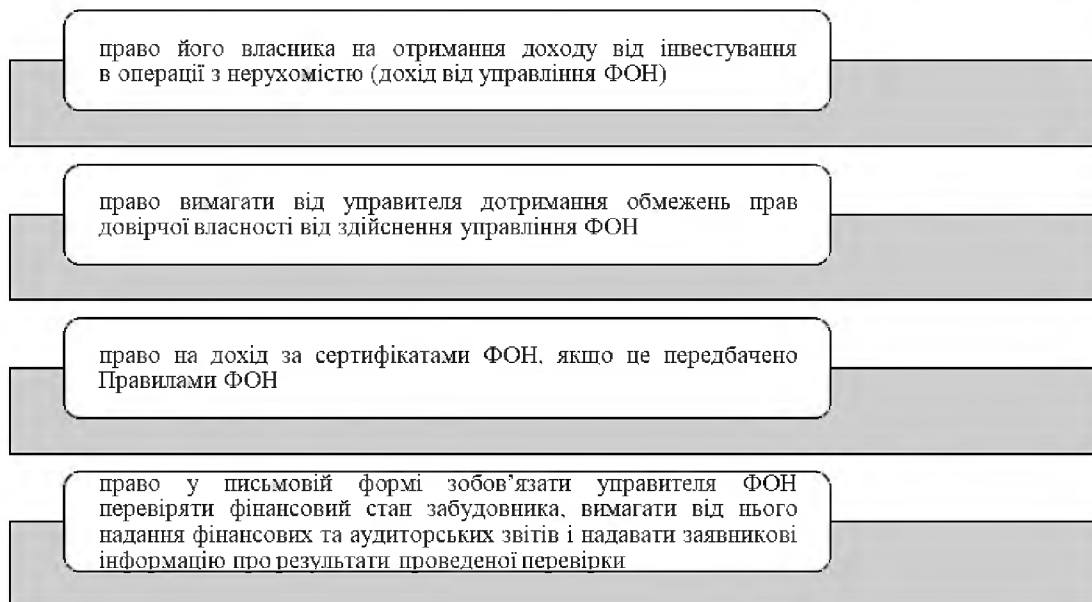 право його власника на отримання доходу від інвестування
в операції з нерухомістю (дохід від управління ФОН)
право вимагати від управителя дотримання обмежень прав
довірчої власності від здійснення управління ФОН
право на дохід за сертифікатами ФОН, якщо це передбачено
Правилами ФОН
право у письмовій формі зобов’язати управителя ФОН
перевіряти фінансовий стан забудовника, вимагати від нього
надання фінансових та аудиторських звітів і надавати заявникові
інформацію про результати проведеної перевірки